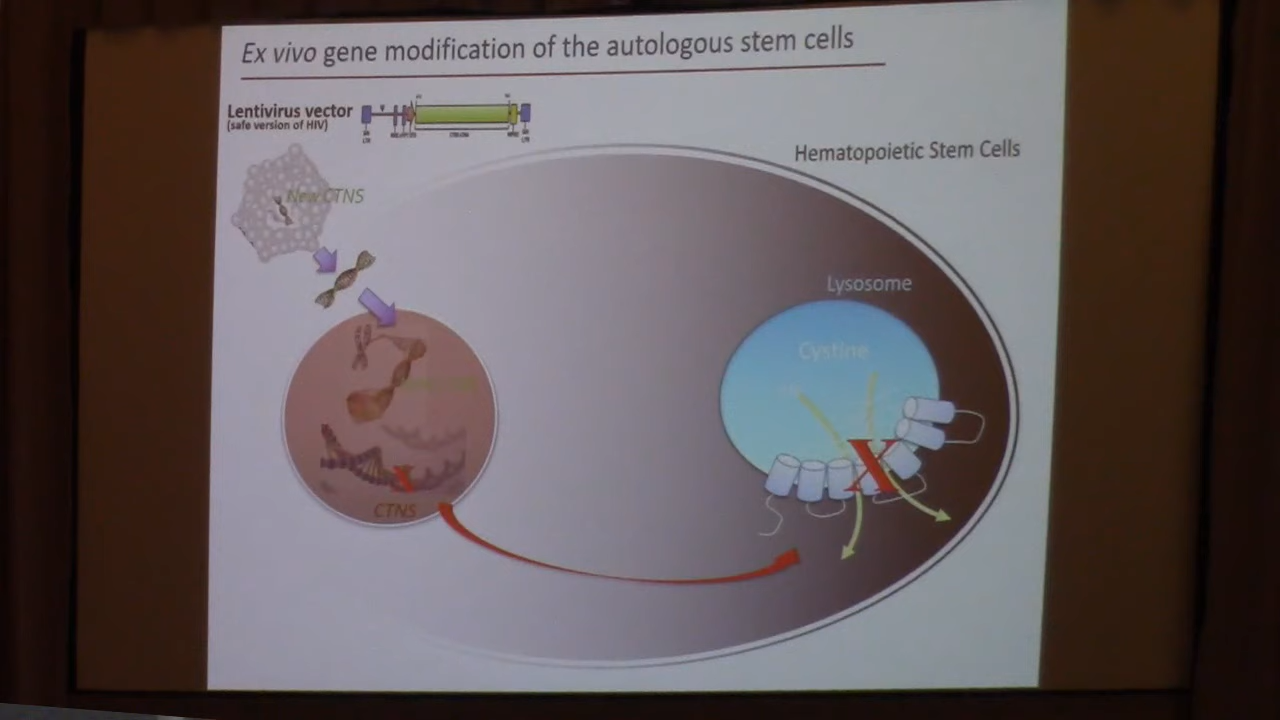 Ex vivo gene modification of the autologous stem cells
Lentivirus vector
(safe version of HIV)
Hematopoietic Stem Cells
New CTNS
Lysosome
Cystine
X
X
CTNS